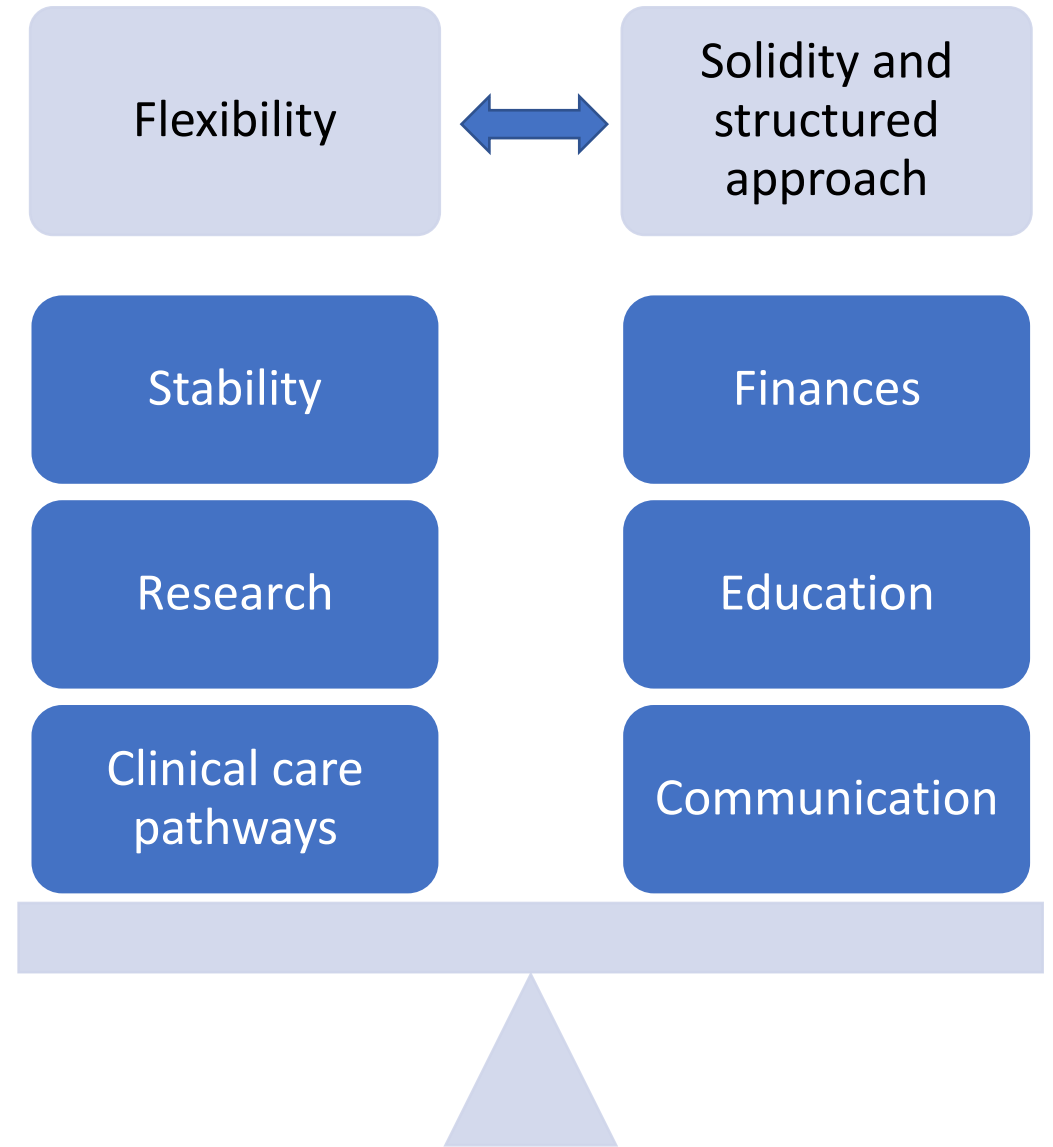 Flexibility
Solidity and
structured
approach
Stability
Finances
Research
Education
Clinical care
pathways
Communication